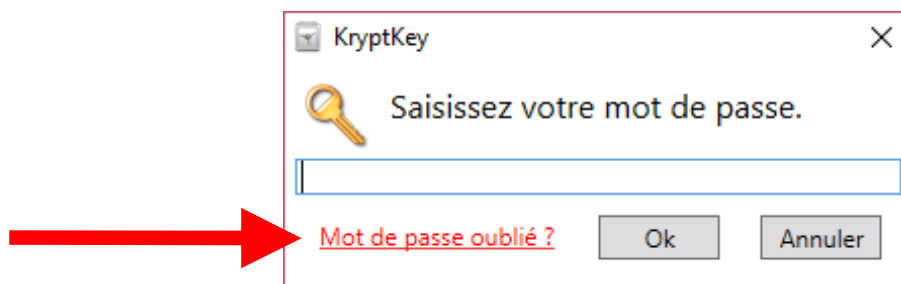 KryptKey
Saisissez votre mot de passe.
Mot de passe oublié ?
Ok
Annuler